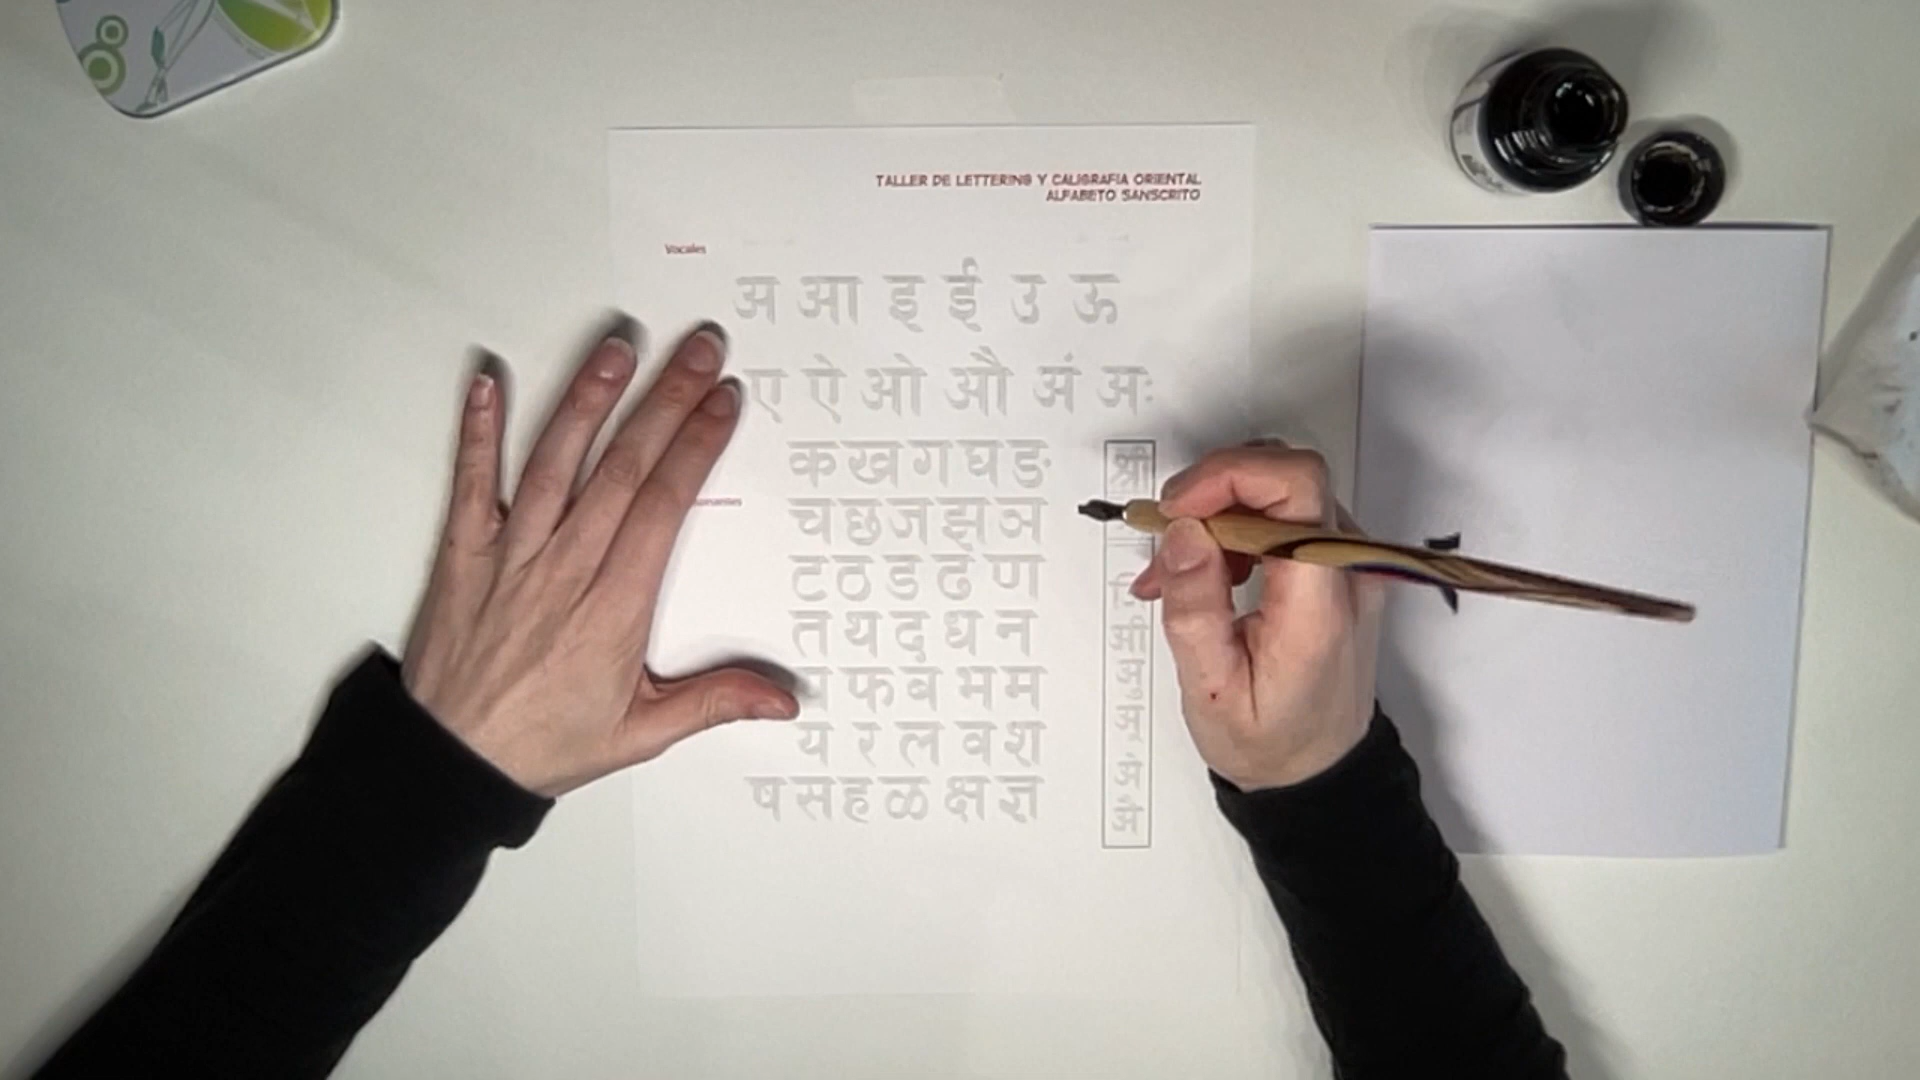 TALLER DE LETTERING Y CALIGRAFIA ORIENTAL
ALFABETO SANSCRITO
Vocales
अ आ इ ई उ ऊ
ए ऐ ओ औ अं अः
क ख ग घ ङ
च छ ज झ ञ
ट ठ ड ढ ण
त थ द ध न
फ ब भ म
य र ल व श
ष स ह ळ क्ष ज्ञ
श्री